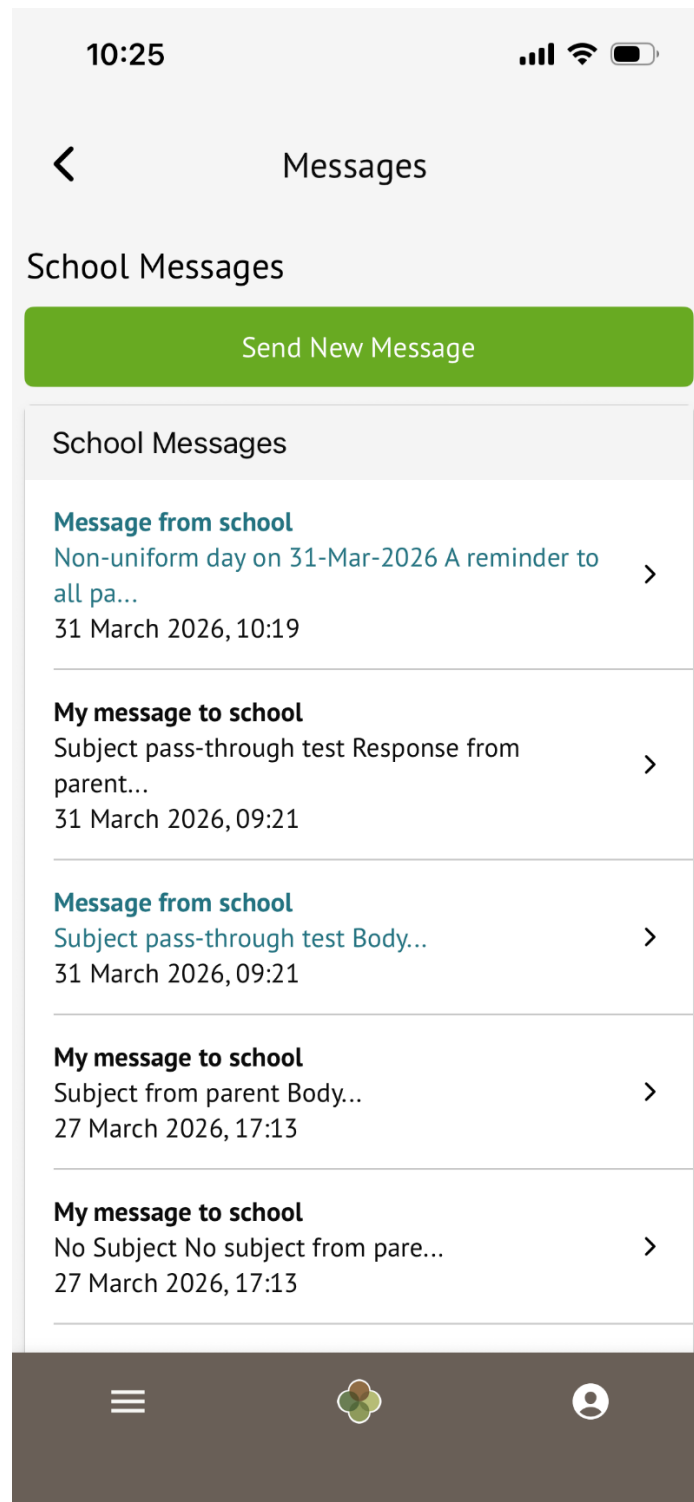 10:25
Messages
School Messages
Send New Message
School Messages
Message from school
Non-uniform day on 31-Mar-2026 A reminder to
all pa...
31 March 2026, 10:19
My message to school
Subject pass-through test Response from
parent...
31 March 2026, 09:21
Message from school
Subject pass-through test Body...
31 March 2026, 09:21
My message to school
Subject from parent Body...
27 March 2026, 17:13
My message to school
No Subject No subject from pare...
27 March 2026, 17:13